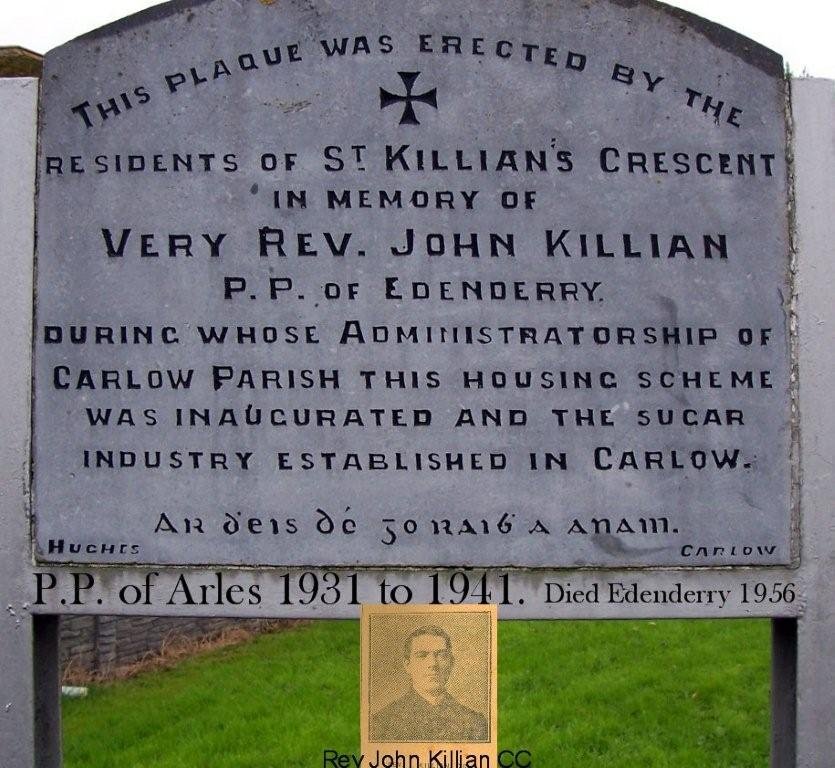 THIS PLAQUE WAS ERECTED BY THE
RESIDENTS OF ST KILLIAN'S CRESCENT
IN MEMORY OF
VERY REV. JOHN KILLIAN
P.P. OF EDENDERRY.
DURING WHOSE ADMINISTRATORSHIP OF
CARLOW PARISH THIS HOUSING SCHEME
WAS INAUGURATED AND THE SUGAR
INDUSTRY ESTABLISHED IN CARLOW.
Ar ḋeis Dé go raiḃ a anam.
HUGHES CARLOW
P.P. of Arles 1931 to 1941. Died Edenderry 1956
Rev John Killian CC